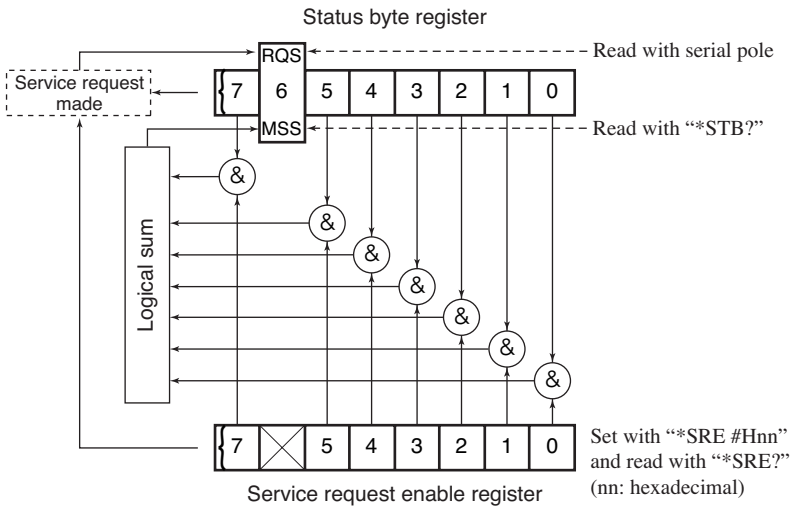 Status byte register
RQS
Read with serial pole
Service request
made
7 6 5 4 3 2 1 0
MSS
Read with “*STB?”
&
&
&
&
&
&
&
Logical sum
7 5 4 3 2 1 0
Set with “*SRE #Hnn”
and read with “*SRE?”
(nn: hexadecimal)
Service request enable register